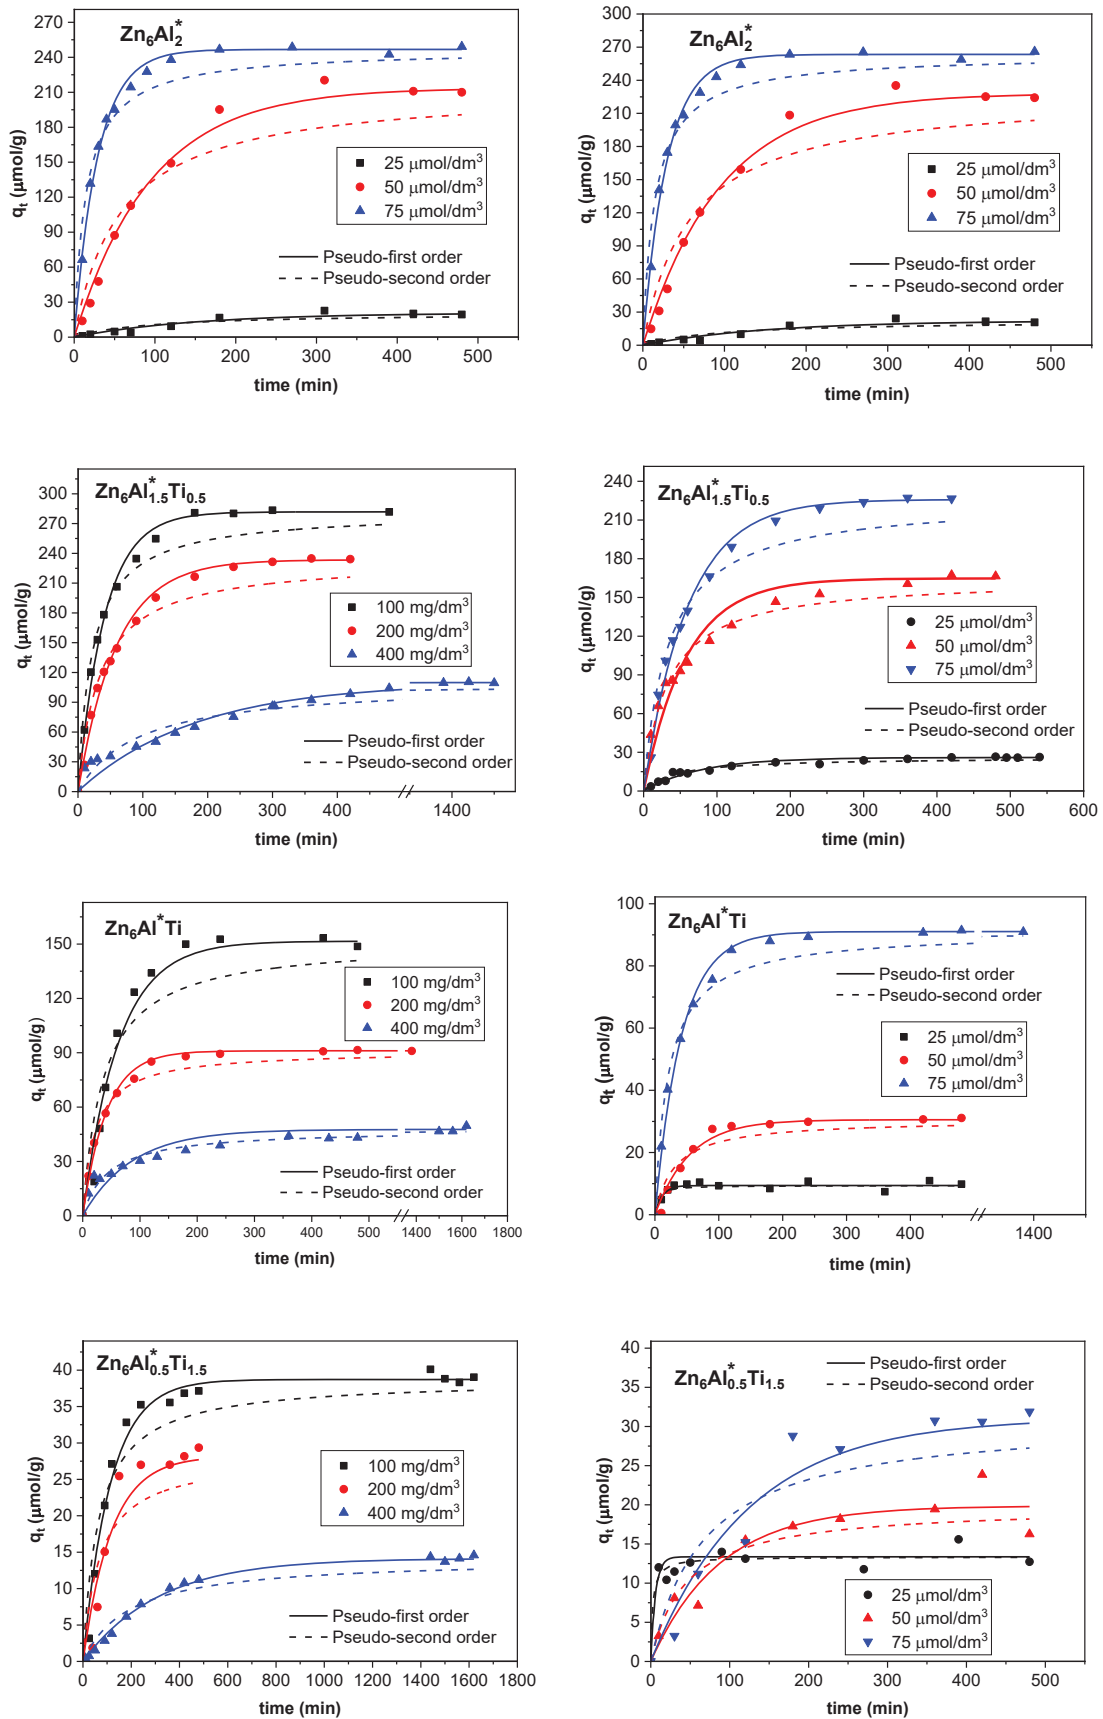 Zn6Al2*
qt (μmol/g)
270
240
210
180
150
120
90
60
30
0
25 μmol/dm³
50 μmol/dm³
75 μmol/dm³
Pseudo-first order
Pseudo-second order
0 100 200 300 400 500
time (min)
Zn6Al2*
qt (μmol/g)
300
270
240
210
180
150
120
90
60
30
0
25 μmol/dm³
50 μmol/dm³
75 μmol/dm³
Pseudo-first order
Pseudo-second order
0 100 200 300 400 500
time (min)
Zn6Al*1.5Ti0.5
qt (μmol/g)
300
270
240
210
180
150
120
90
60
30
0
100 mg/dm³
200 mg/dm³
400 mg/dm³
Pseudo-first order
Pseudo-second order
0 100 200 300 400 1400
time (min)
Zn6Al*1.5Ti0.5
qt (μmol/g)
240
210
180
150
120
90
60
30
0
25 μmol/dm³
50 μmol/dm³
75 μmol/dm³
Pseudo-first order
Pseudo-second order
0 100 200 300 400 500 600
time (min)
Zn6Al*Ti
qt (μmol/g)
150
120
90
60
30
0
100 mg/dm³
200 mg/dm³
400 mg/dm³
Pseudo-first order
Pseudo-second order
0 100 200 300 400 500 1400 1600 1800
time (min)
Zn6Al*Ti
qt (μmol/g)
100
80
60
40
20
0
Pseudo-first order
Pseudo-second order
25 μmol/dm³
50 μmol/dm³
75 μmol/dm³
0 100 200 300 400 1400
time (min)
Zn6Al*0.5Ti1.5
qt (μmol/g)
40
35
30
25
20
15
10
5
0
100 mg/dm³
200 mg/dm³
400 mg/dm³
Pseudo-first order
Pseudo-second order
0 200 400 600 800 1000 1200 1400 1600 1800
time (min)
Zn6Al*0.5Ti1.5
qt (μmol/g)
40
35
30
25
20
15
10
5
0
Pseudo-first order
Pseudo-second order
25 μmol/dm³
50 μmol/dm³
75 μmol/dm³
0 100 200 300 400 500
time (min)